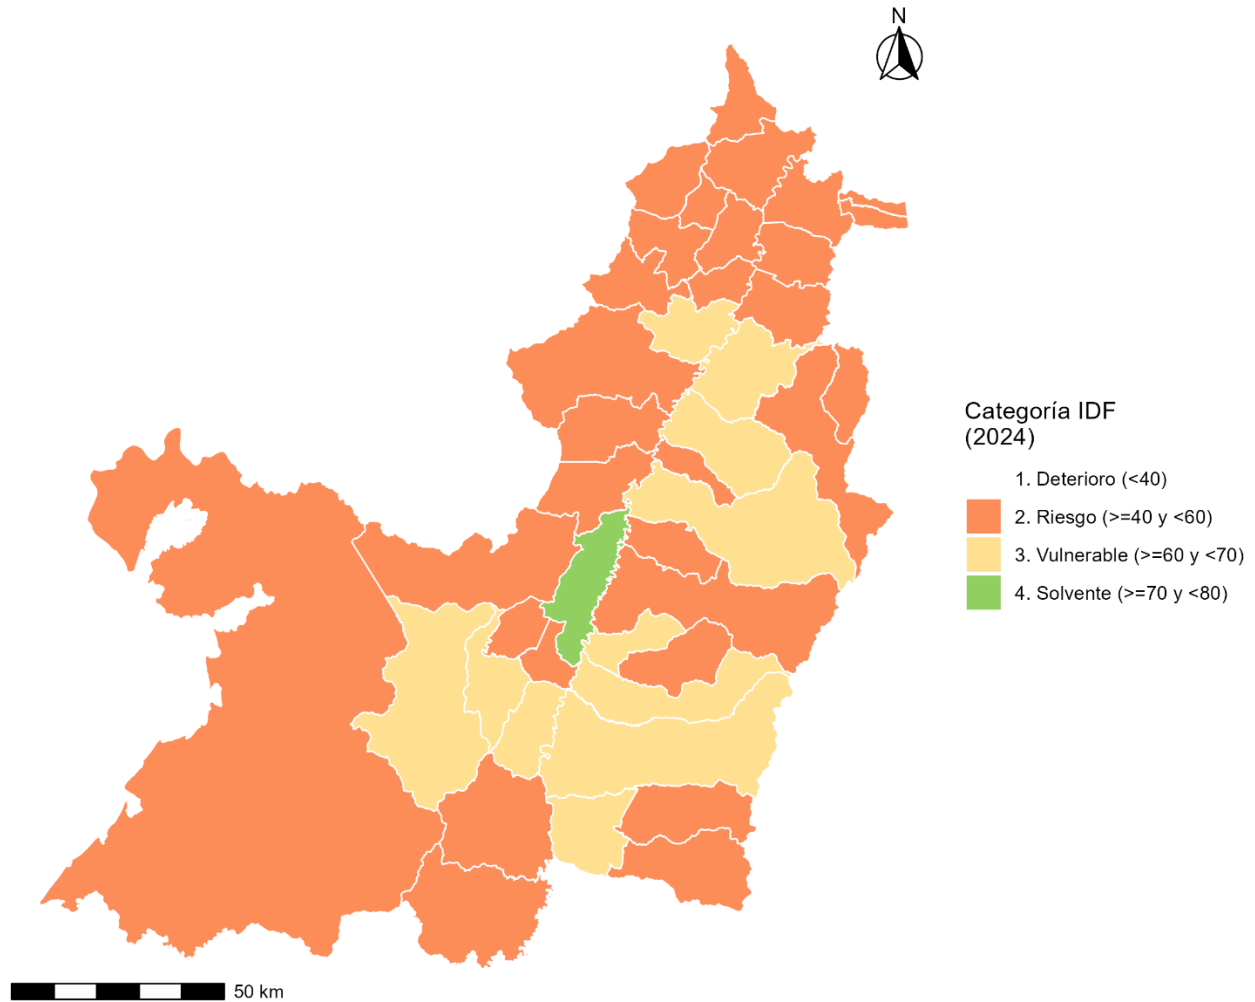 N
Categoría IDF
(2024)
1. Deterioro (<40)
2. Riesgo (>=40 y <60)
3. Vulnerable (>=60 y <70)
4. Solvente (>=70 y <80)
50 km